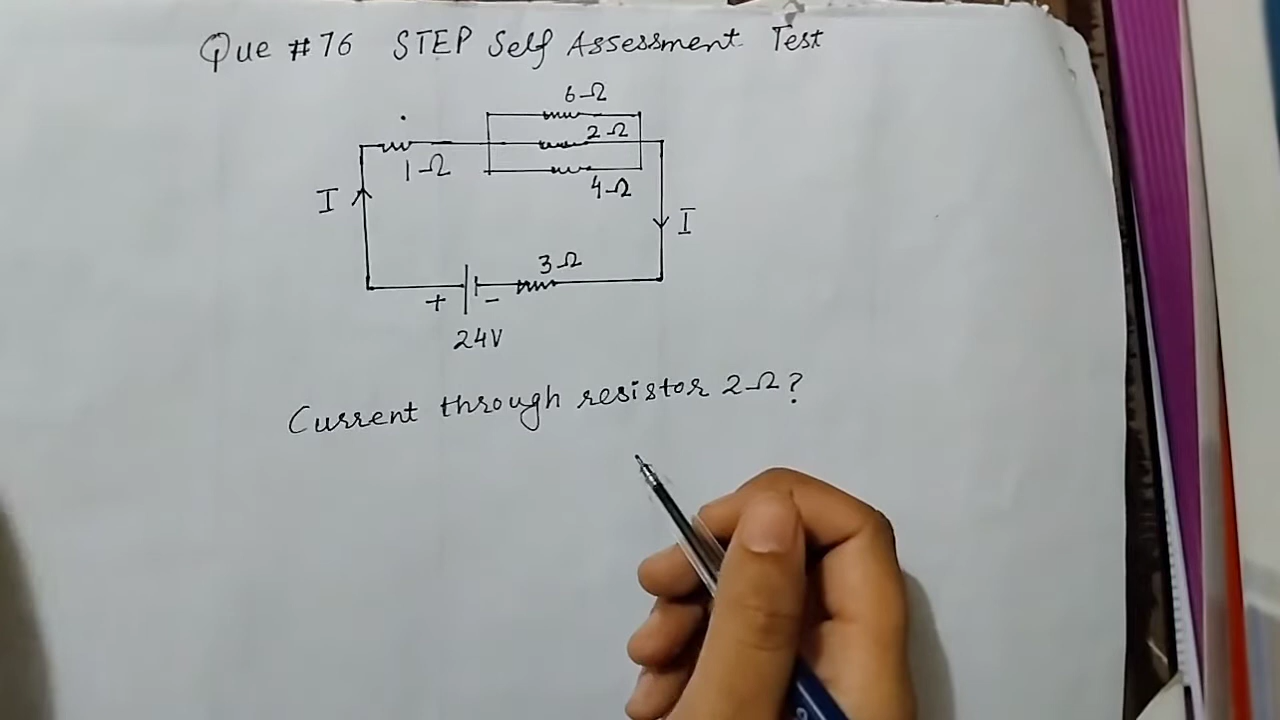 Que # 76 STEP Self Assessment Test
6Ω
2Ω
1Ω
4Ω
I
I
3Ω
+ -
24V
Current through resistor 2Ω?